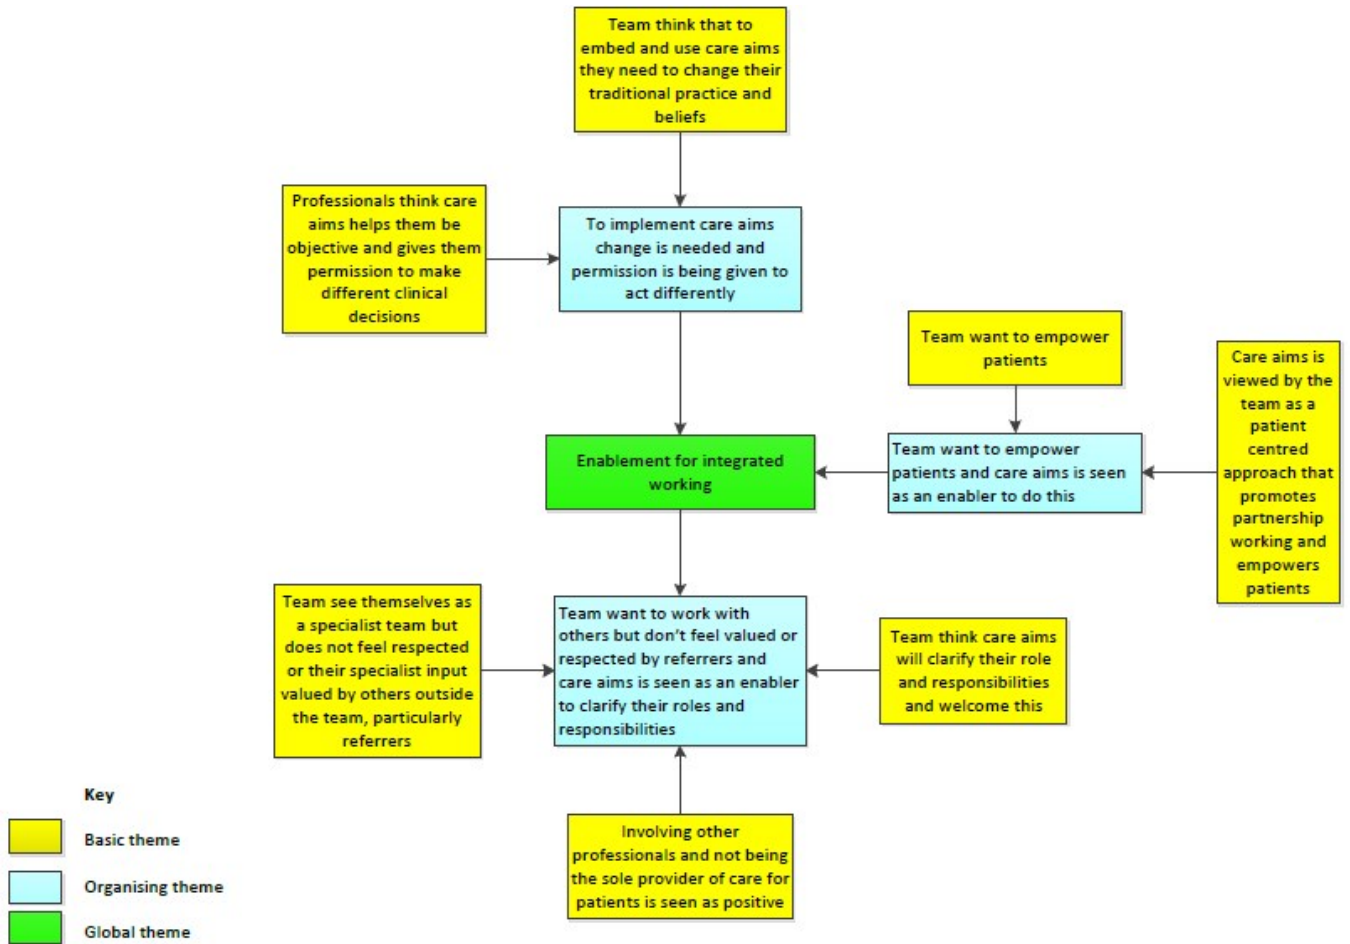 Team think that to
embed and use care aims
they need to change their
traditional practice and
beliefs
Professionals think care
aims helps them be
objective and gives them
permission to make
different clinical
decisions
To implement care aims
change is needed and
permission is being given to
act differently
Team want to empower
patients
Care aims is
viewed by the
team as a
patient
centred
approach that
promotes
partnership
working and
empowers
patients
Enablement for integrated
working
Team want to empower
patients and care aims is seen
as an enabler to do this
Team see themselves as
a specialist team but
does not feel respected
or their specialist input
valued by others outside
the team, particularly
referrers
Team want to work with
others but don't feel valued or
respected by referrers and
care aims is seen as an enabler
to clarify their roles and
responsibilities
Team think care aims
will clarify their role
and responsibilities
and welcome this
Involving other
professionals and not being
the sole provider of care for
patients is seen as positive
Key
Basic theme
Organising theme
Global theme